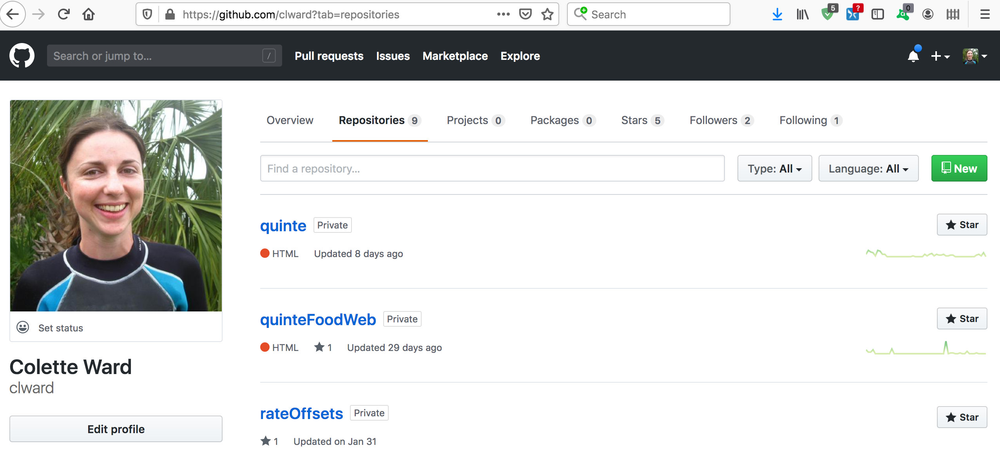 https://github.com/clward?tab=repositories
Search
5
?
0
Search or jump to...
/
Pull requests Issues Marketplace Explore
Overview Repositories 9 Projects 0 Packages 0 Stars 5 Followers 2 Following 1
Find a repository...
Type: All
Language: All
New
quinte Private
Star
HTML Updated 8 days ago
quinteFoodWeb Private
Star
HTML 1 Updated 29 days ago
rateOffsets Private
Star
1 Updated on Jan 31
Set status
Colette Ward
clward
Edit profile